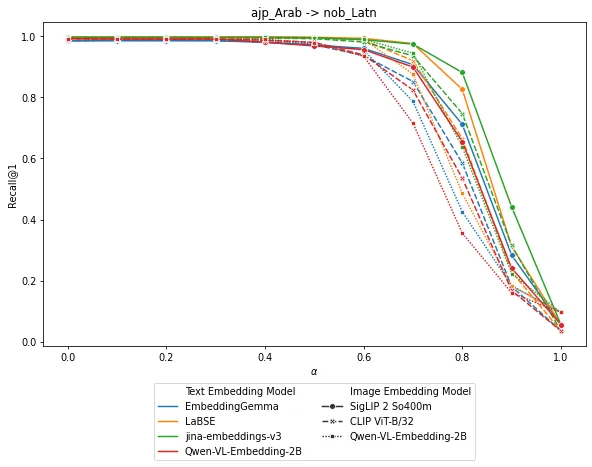 ajp_Arab -> nob_Latn
Recall@1
1.0
0.8
0.6
0.4
0.2
0.0
0.0 0.2 0.4 0.6 0.8 1.0
α
Text Embedding Model Image Embedding Model
EmbeddingGemma SigLIP 2 So400m
LaBSE CLIP ViT-B/32
jina-embeddings-v3 Qwen-VL-Embedding-2B
Qwen-VL-Embedding-2B